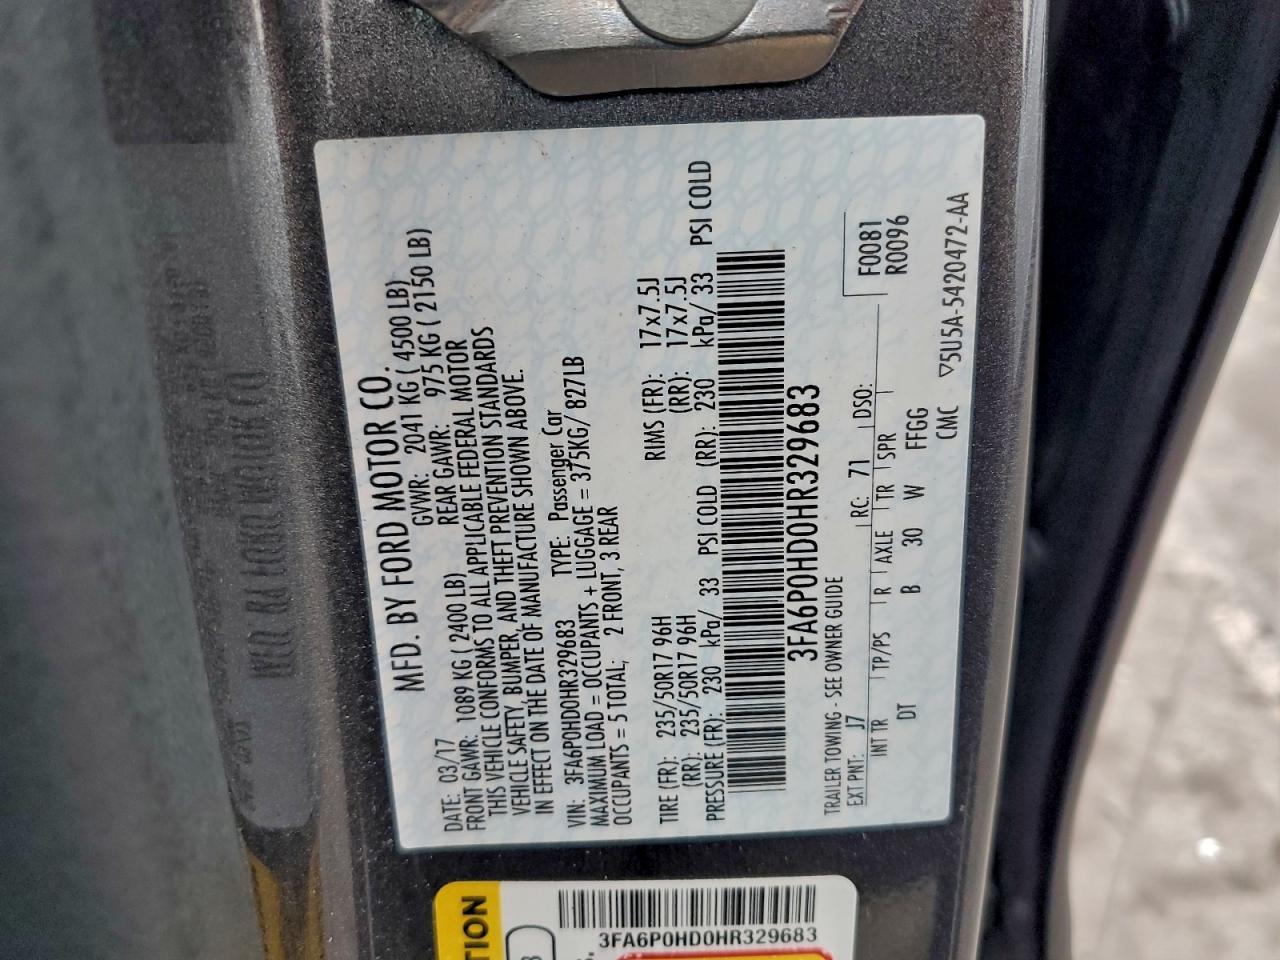 MFD. BY FORD MOTOR CO.
DATE: 03/17 GVWR: 2041 KG ( 4500 LB)
FRONT GAWR: 1089 KG ( 2400 LB) REAR GAWR: 975 KG ( 2150 LB)
THIS VEHICLE CONFORMS TO ALL APPLICABLE FEDERAL MOTOR
VEHICLE SAFETY, BUMPER, AND THEFT PREVENTION STANDARDS
IN EFFECT ON THE DATE OF MANUFACTURE SHOWN ABOVE.
VIN: 3FA6P0HD0HR329683 TYPE: Passenger Car
MAXIMUM LOAD = OCCUPANTS + LUGGAGE = 375KG/ 827LB
OCCUPANTS = 5 TOTAL; 2 FRONT, 3 REAR
TIRE (FR): 235/50R17 96H RIMS (FR): 17x7.5J
(RR): 235/50R17 96H (RR): 17x7.5J
PRESSURE (FR): 230 kPa/ 33 PSI COLD (RR): 230 kPa/ 33 PSI COLD
3FA6P0HD0HR329683
TRAILER TOWING - SEE OWNER GUIDE
EXT PNT: J7 RC: 71 DSO: F0081
R0096
INT TR TP/PS R AXLE TR SPR
DT B 30 W FFGG
CMC ▽5U5A-5420472-AA
TION
3FA6P0HD0HR329683